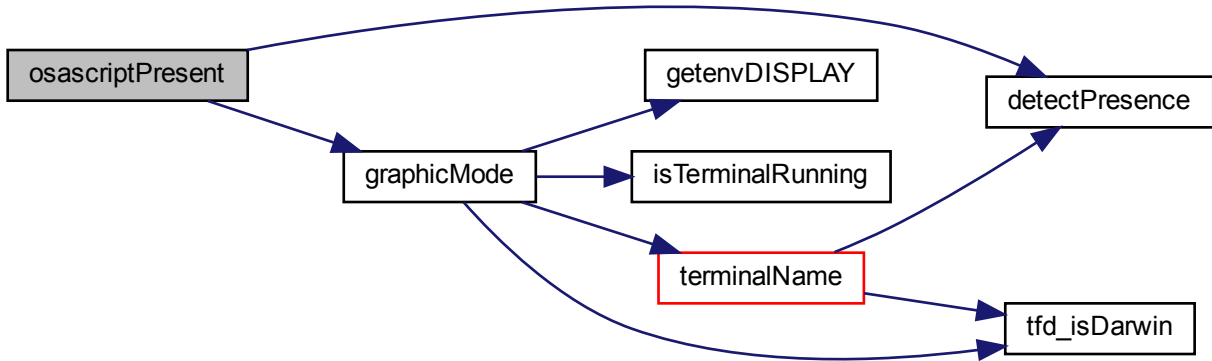 osascriptPresent
getenvDISPLAY
detectPresence
graphicMode
isTerminalRunning
terminalName
tfd_isDarwin